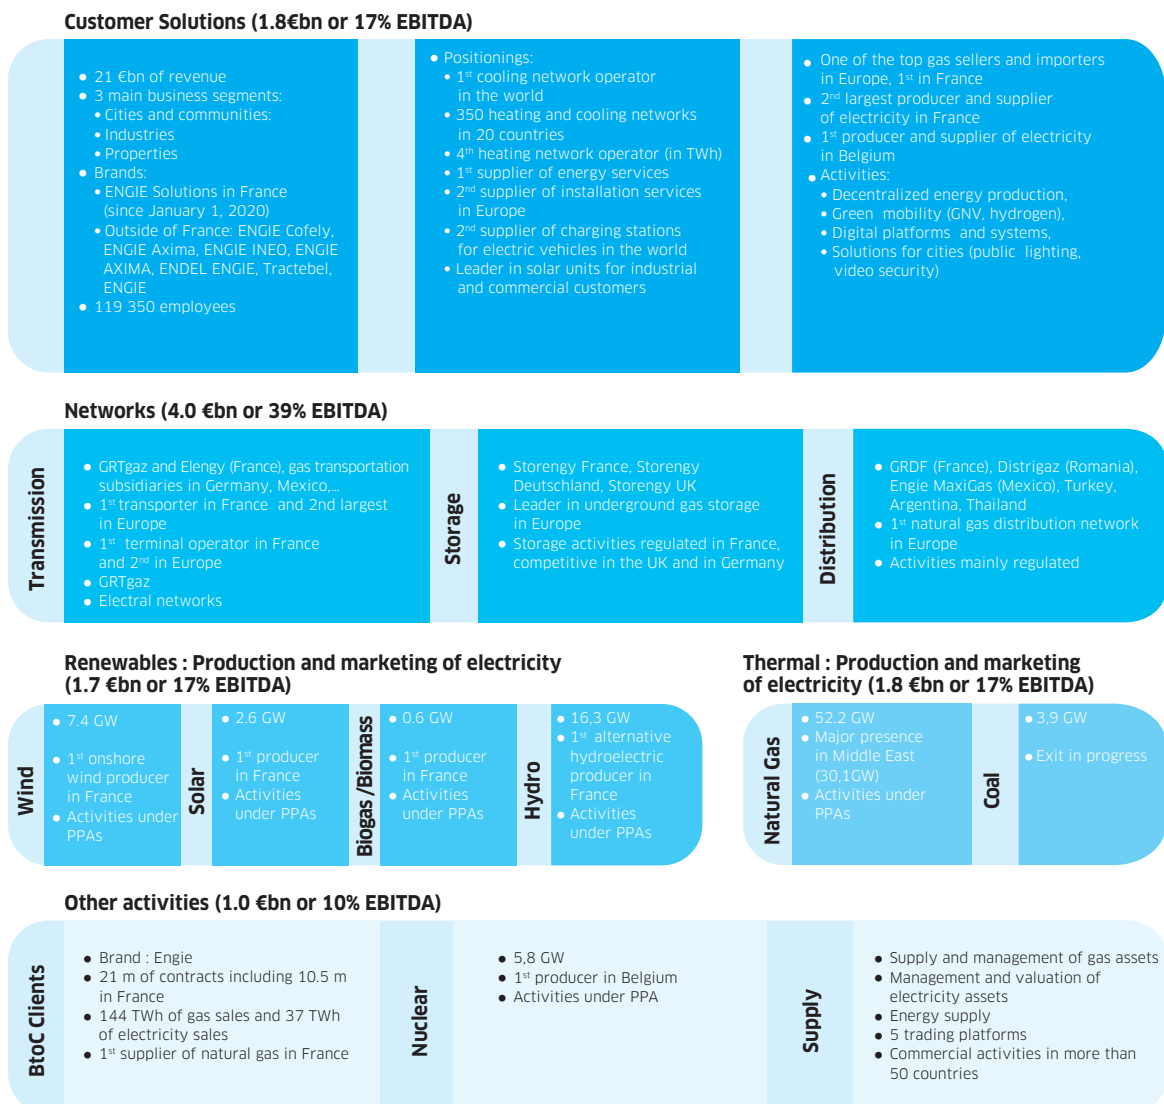 Customer Solutions (1.8€bn or 17% EBITDA)
• 21 €bn of revenue
• 3 main business segments:
• Cities and communities:
• Industries
• Properties
• Brands:
• ENGIE Solutions in France
(since January 1, 2020)
• Outside of France: ENGIE Cofely,
ENGIE Axima, ENGIE INEO, ENGIE
AXIMA, ENDEL ENGIE, Tractebel,
ENGIE
• 119 350 employees
• Positionings:
• 1st cooling network operator
in the world
• 350 heating and cooling networks
in 20 countries
• 4th heating network operator (in TWh)
• 1st supplier of energy services
• 2nd supplier of installation services
in Europe
• 2nd supplier of charging stations
for electric vehicles in the world
• Leader in solar units for industrial
and commercial customers
• One of the top gas sellers and importers
in Europe, 1st in France
• 2nd largest producer and supplier
of electricity in France
• 1st producer and supplier of electricity
in Belgium
• Activities:
• Decentralized energy production,
• Green mobility (GNV, hydrogen),
• Digital platforms and systems,
• Solutions for cities (public lighting,
video security)
Networks (4.0 €bn or 39% EBITDA)
Transmission
• GRTgaz and Elengy (France), gas transportation
subsidiaries in Germany, Mexico,...
• 1st transporter in France and 2nd largest
in Europe
• 1st terminal operator in France
and 2nd in Europe
• GRTgaz
• Electral networks
Storage
• Storengy France, Storengy
Deutschland, Storengy UK
• Leader in underground gas storage
in Europe
• Storage activities regulated in France,
competitive in the UK and in Germany
Distribution
• GRDF (France), Distrigaz (Romania),
Engie MaxiGas (Mexico), Turkey,
Argentina, Thailand
• 1st natural gas distribution network
in Europe
• Activities mainly regulated
Renewables : Production and marketing of electricity
(1.7 €bn or 17% EBITDA)
Wind
• 7.4 GW
• 1st onshore
wind producer
in France
• Activities under
PPAs
Solar
• 2.6 GW
• 1st producer
in France
• Activities
under PPAs
Biogas /Biomass
• 0.6 GW
• 1st producer
in France
• Activities
under PPAs
Hydro
• 16,3 GW
• 1st alternative
hydroelectric
producer in
France
• Activities
under PPAs
Thermal : Production and marketing
of electricity (1.8 €bn or 17% EBITDA)
Natural Gas
• 52.2 GW
• Major presence
in Middle East
(30,1GW)
• Activities under
PPAs
Coal
• 3,9 GW
• Exit in progress
Other activities (1.0 €bn or 10% EBITDA)
BtoC Clients
• Brand : Engie
• 21 m of contracts including 10.5 m
in France
• 144 TWh of gas sales and 37 TWh
of electricity sales
• 1st supplier of natural gas in France
Nuclear
• 5,8 GW
• 1st producer in Belgium
• Activities under PPA
Supply
• Supply and management of gas assets
• Management and valuation of
electricity assets
• Energy supply
• 5 trading platforms
• Commercial activities in more than
50 countries